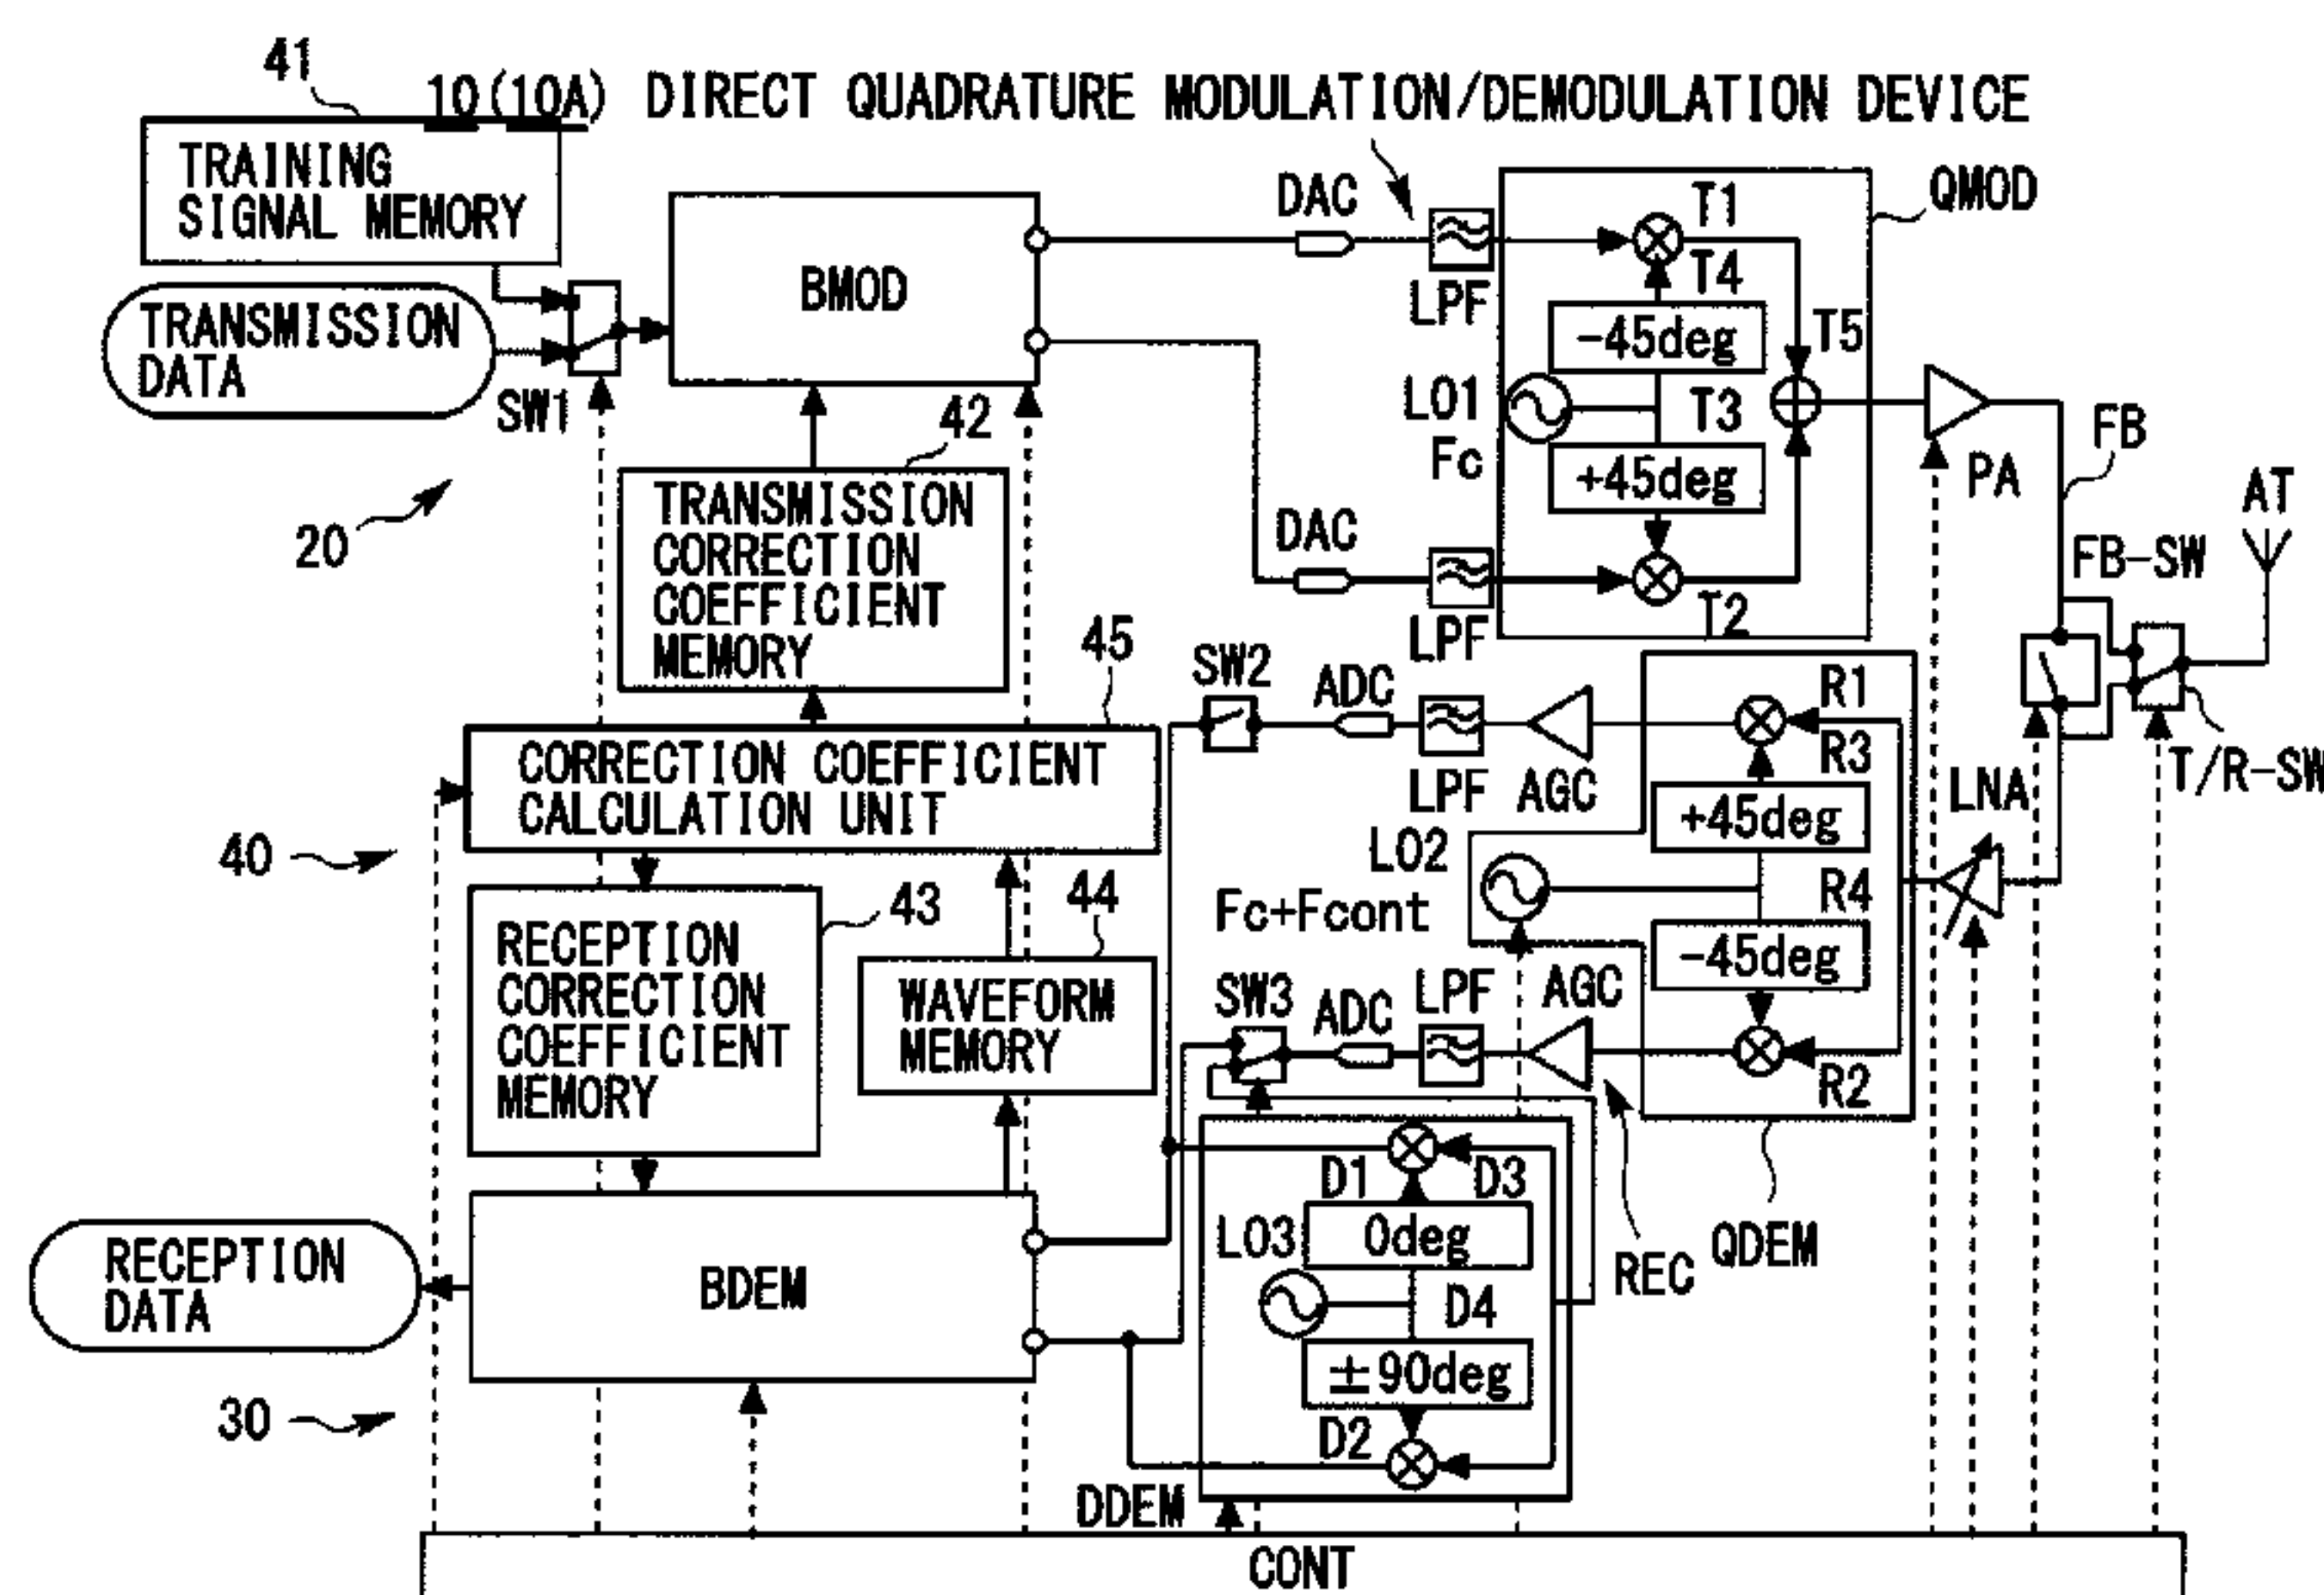 41
10(10A) DIRECT QUADRATURE MODULATION/DEMODULATION DEVICE
TRAINING
SIGNAL MEMORY
TRANSMISSION
DATA
SW1
BMOD
DAC
LPF
QMOD
T1
T4
-45deg
T5
LO1
Fc
T3
+45deg
DAC
LPF
T2
PA
FB
FB-SW
AT
T/R-SW
20
42
TRANSMISSION
CORRECTION
COEFFICIENT
MEMORY
45
CORRECTION COEFFICIENT
CALCULATION UNIT
40
SW2
ADC
LPF
AGC
R1
R3
+45deg
LNA
LO2
Fc+Fcont
R4
-45deg
43
RECEPTION
CORRECTION
COEFFICIENT
MEMORY
44
WAVEFORM
MEMORY
SW3
ADC
LPF
AGC
R2
REC
QDEM
D1
D3
LO3
0deg
D4
±90deg
D2
DDEM
RECEPTION
DATA
BDEM
30
CONT